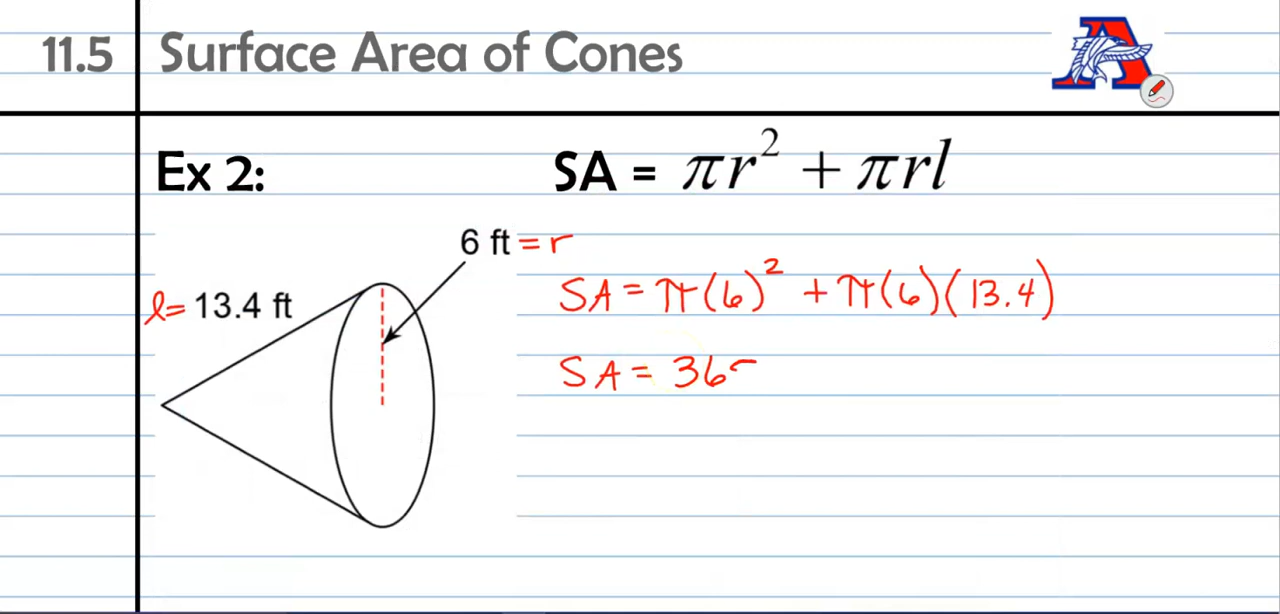 11.5 Surface Area of Cones
A
Ex 2:
SA = πr² + πrl
6 ft = r
l = 13.4 ft
SA = π(6)² + π(6)(13.4)
SA = 36